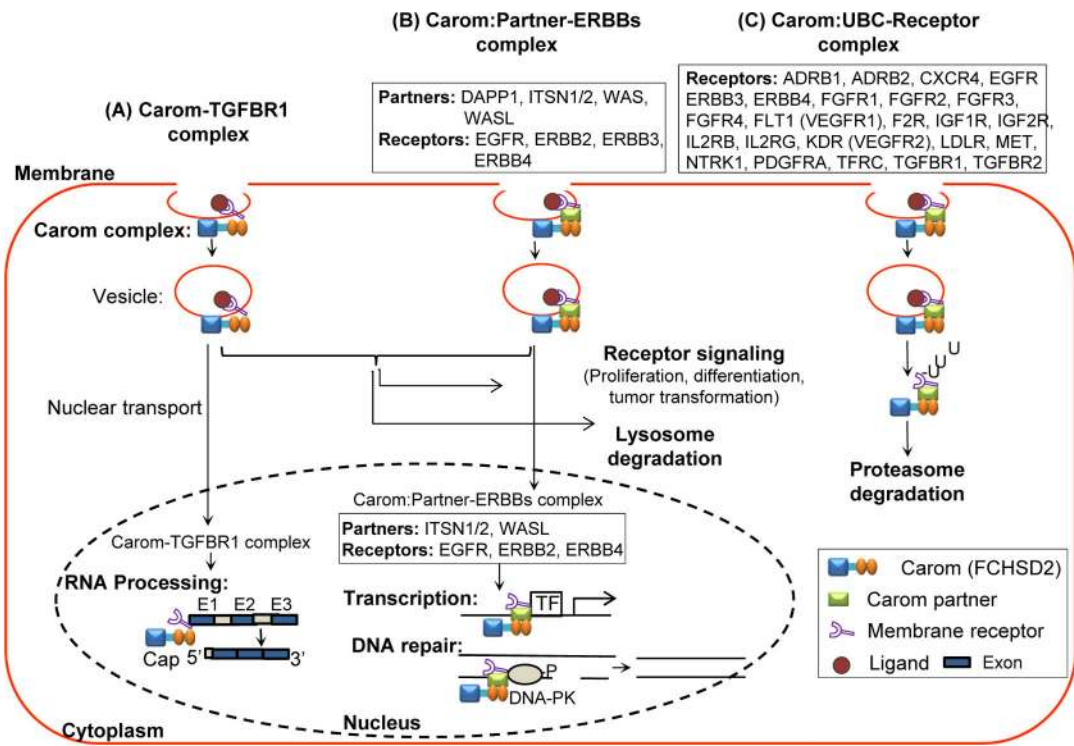 (B) Carom:Partner-ERBBs
complex
(C) Carom:UBC-Receptor
complex
(A) Carom-TGFBR1
complex
Partners: DAPP1, ITSN1/2, WAS,
WASL
Receptors: EGFR, ERBB2, ERBB3,
ERBB4
Receptors: ADRB1, ADRB2, CXCR4, EGFR
ERBB3, ERBB4, FGFR1, FGFR2, FGFR3,
FGFR4, FLT1 (VEGFR1), F2R, IGF1R, IGF2R,
IL2RB, IL2RG, KDR (VEGFR2), LDLR, MET,
NTRK1, PDGFRA, TFRC, TGFBR1, TGFBR2
Membrane
Carom complex:
Vesicle:
U
U
U
Receptor signaling
(Proliferation, differentiation,
tumor transformation)
Nuclear transport
Lysosome
degradation
Proteasome
degradation
Carom:Partner-ERBBs complex
Partners: ITSN1/2, WASL
Receptors: EGFR, ERBB2, ERBB4
Carom-TGFBR1 complex
RNA Processing:
E1 E2 E3
Cap 5’ 3’
Transcription:
TF
DNA repair:
P
DNA-PK
Nucleus
Cytoplasm
Carom (FCHSD2)
Carom partner
Membrane receptor
Ligand Exon